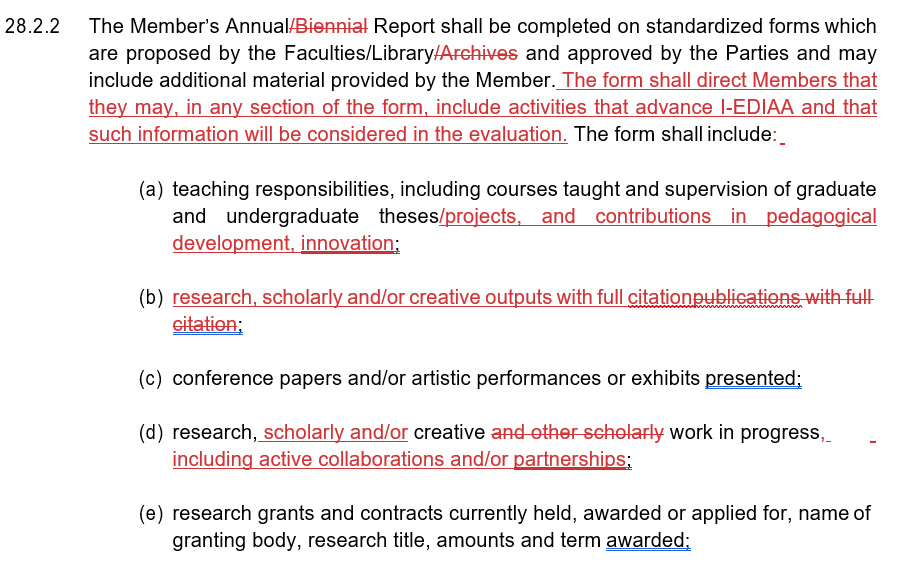 28.2.2 The Member's Annual/Biennial Report shall be completed on standardized forms which
are proposed by the Faculties/Library/Archives and approved by the Parties and may
include additional material provided by the Member. The form shall direct Members that
they may, in any section of the form, include activities that advance I-EDIAA and that
such information will be considered in the evaluation. The form shall include:
(a) teaching responsibilities, including courses taught and supervision of graduate
and undergraduate theses/projects, and contributions in pedagogical
development, innovation;
(b) research, scholarly and/or creative outputs with full citationpublications with full
citation;
(c) conference papers and/or artistic performances or exhibits presented;
(d) research, scholarly and/or creative and other scholarly work in progress,
including active collaborations and/or partnerships;
(e) research grants and contracts currently held, awarded or applied for, name of
granting body, research title, amounts and term awarded;